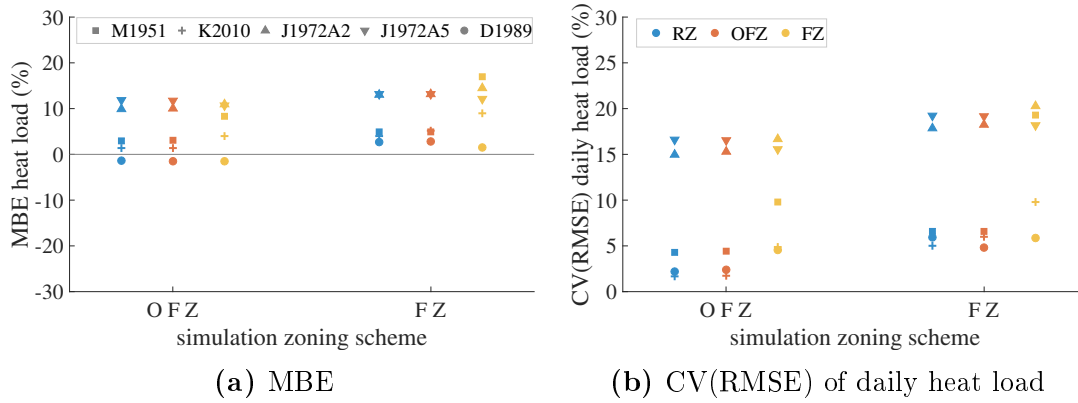 MBE heat load (%)
30
20
10
0
-10
-20
-30
M1951 K2010 J1972A2 J1972A5 D1989
O F Z F Z
simulation zoning scheme
(a) MBE
CV(RMSE) daily heat load (%)
30
25
20
15
10
5
0
RZ OFZ FZ
O F Z F Z
simulation zoning scheme
(b) CV(RMSE) of daily heat load